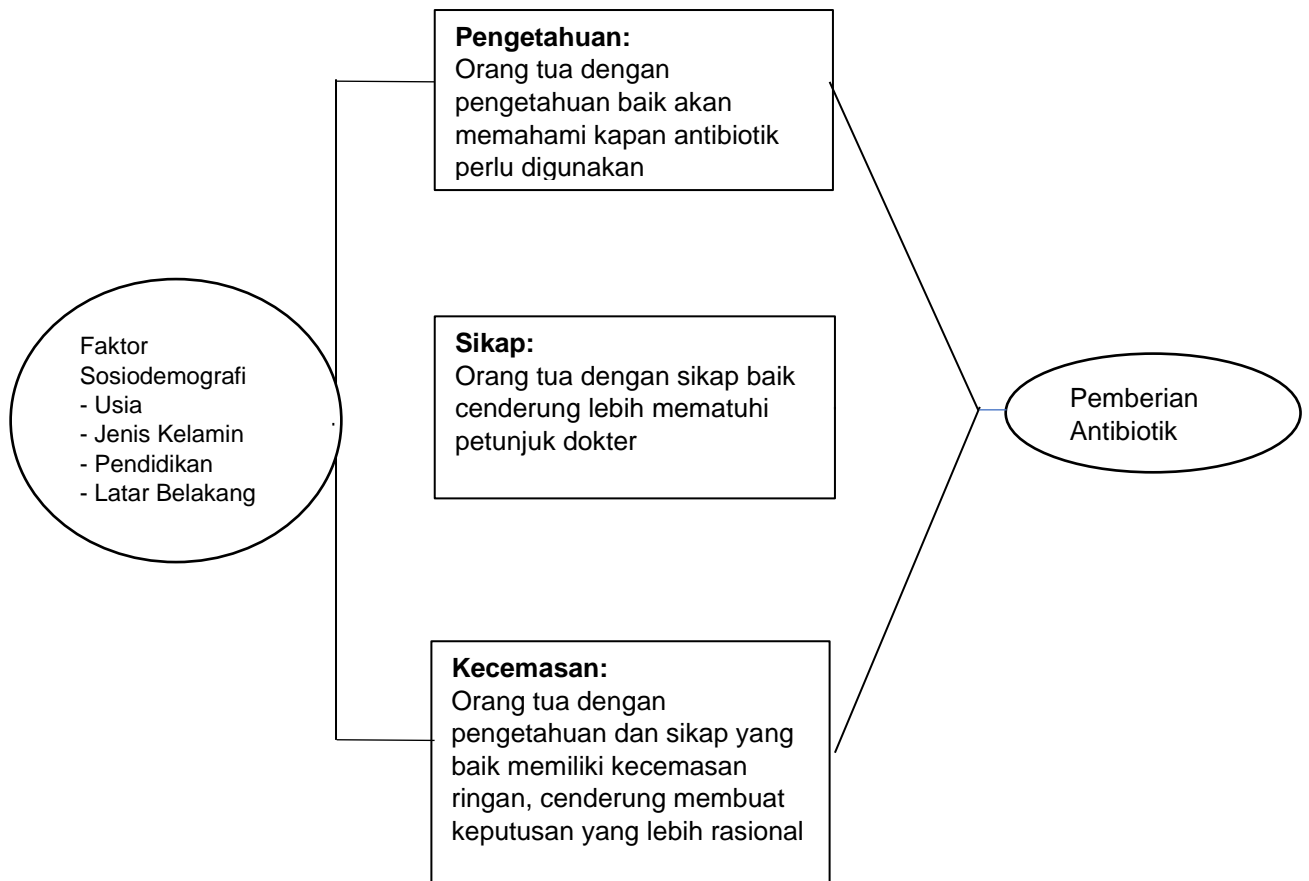 Faktor
Sosiodemografi
- Usia
- Jenis Kelamin
- Pendidikan
- Latar Belakang
Pengetahuan:
Orang tua dengan
pengetahuan baik akan
memahami kapan antibiotik
perlu digunakan
Sikap:
Orang tua dengan sikap baik
cenderung lebih mematuhi
petunjuk dokter
Kecemasan:
Orang tua dengan
pengetahuan dan sikap yang
baik memiliki kecemasan
ringan, cenderung membuat
keputusan yang lebih rasional
Pemberian
Antibiotik